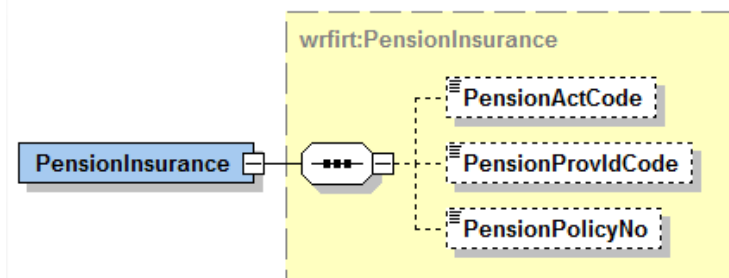 wrfirt:PensionInsurance
PensionActCode
PensionInsurance
PensionProvIdCode
PensionPolicyNo